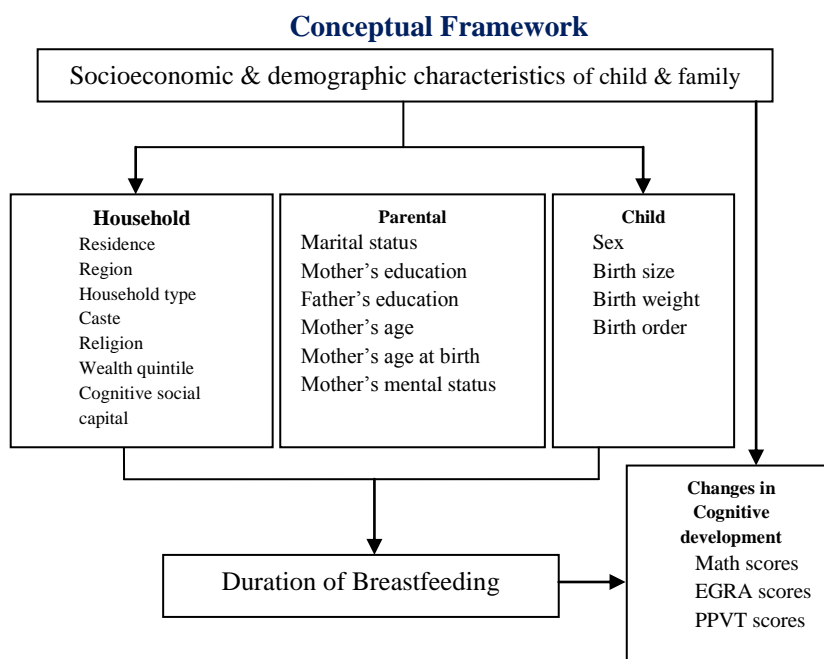 Conceptual Framework
Socioeconomic & demographic characteristics of child & family
Household
Residence
Region
Household type
Caste
Religion
Wealth quintile
Cognitive social
capital
Parental
Marital status
Mother’s education
Father’s education
Mother’s age
Mother’s age at birth
Mother’s mental status
Child
Sex
Birth size
Birth weight
Birth order
Duration of Breastfeeding
Changes in
Cognitive
development
Math scores
EGRA scores
PPVT scores